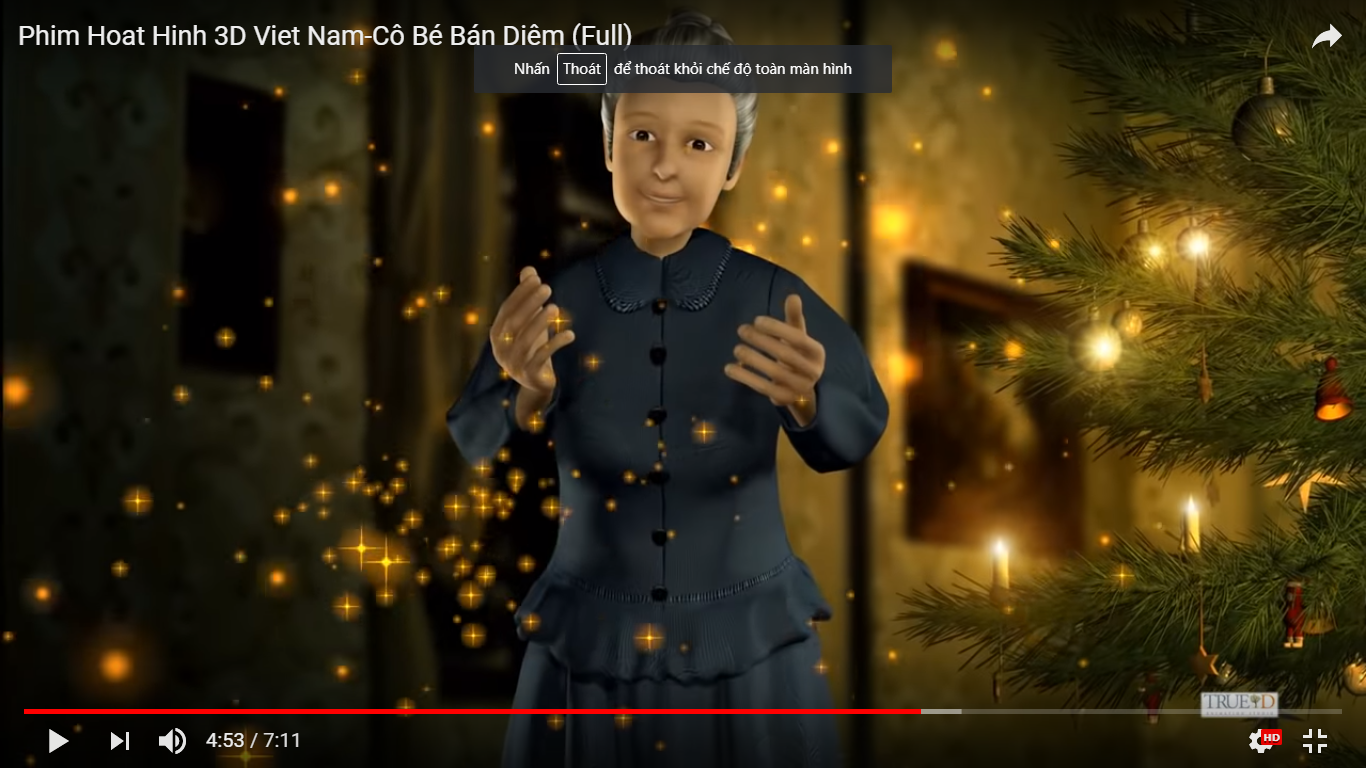 Phim Hoat Hinh 3D Viet Nam-Cô Bé Bán Diêm (Full)
Nhấn Thoát để thoát khỏi chế độ toàn màn hình
TRUE D
4:53 / 7:11
HD